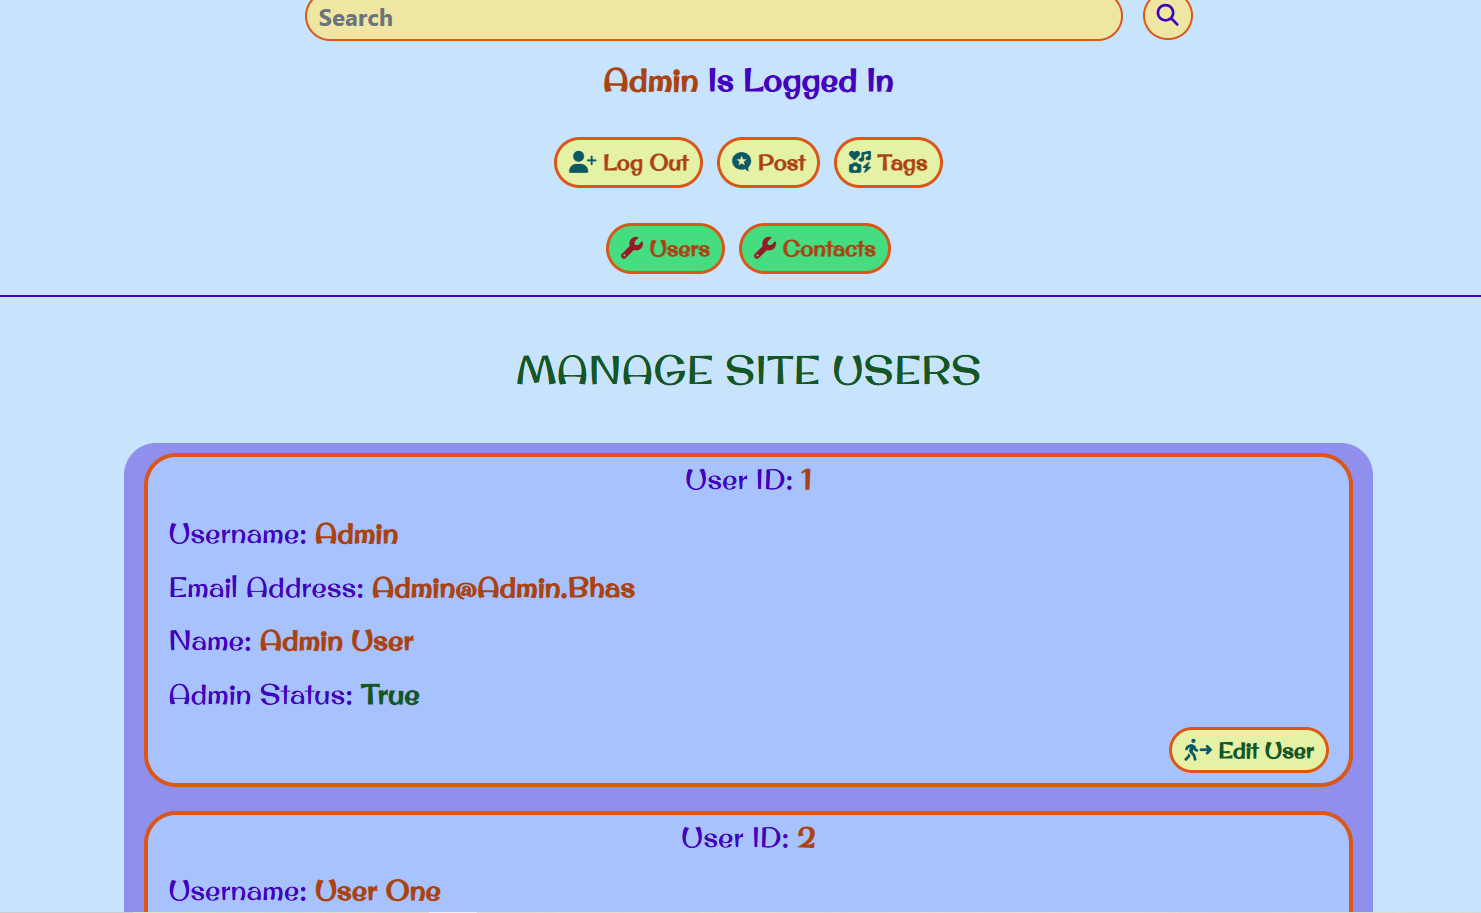 Search
Admin Is Logged In
Log Out Post Tags
Users Contacts
MANAGE SITE USERS
User ID: 1
Username: Admin
Email Address: Admin@Admin.Bhas
Name: Admin User
Admin Status: True
Edit User
User ID: 2
Username: User One